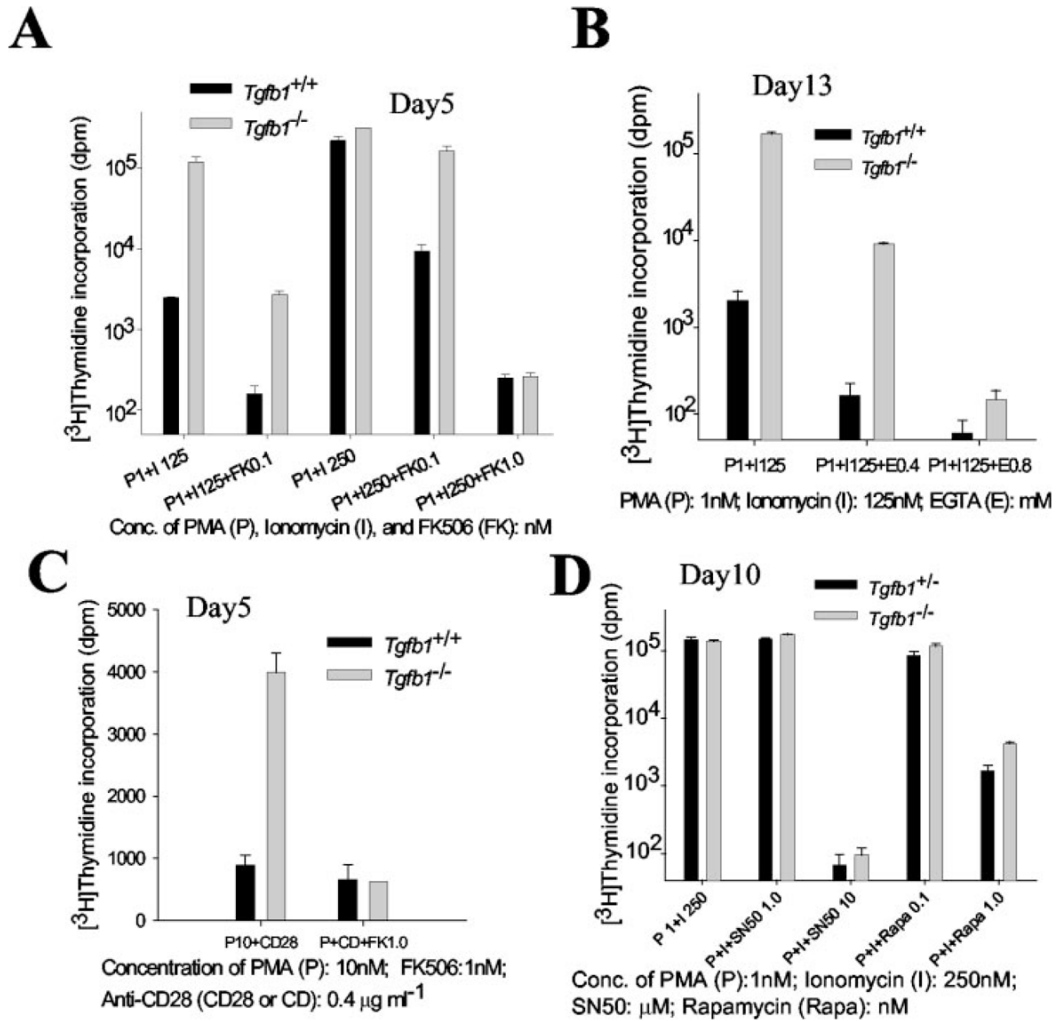 A
Tgfb1+/+
Tgfb1-/-
Day5
[3H]Thymidine incorporation (dpm)
10^5
10^4
10^3
10^2
P1+I 125
P1+I125+FK0.1
P1+I 250
P1+I250+FK0.1
P1+I250+FK1.0
Conc. of PMA (P), Ionomycin (I), and FK506 (FK): nM
B
Day13
Tgfb1+/+
Tgfb1-/-
[3H]Thymidine incorporation (dpm)
10^5
10^4
10^3
10^2
P1+I125
P1+I125+E0.4
P1+I125+E0.8
PMA (P): 1nM; Ionomycin (I): 125nM; EGTA (E): mM
C
Day5
Tgfb1+/+
Tgfb1-/-
[3H]Thymidine incorporation (dpm)
5000
4000
3000
2000
1000
0
P10+CD28
P+CD+FK1.0
Concentration of PMA (P): 10nM; FK506:1nM;
Anti-CD28 (CD28 or CD): 0.4 µg ml-1
D
Day10
Tgfb1+/-
Tgfb1-/-
[3H]Thymidine incorporation (dpm)
10^5
10^4
10^3
10^2
P 1+I 250
P+I+SN50 1.0
P+I+SN50 10
P+I+Rapa 0.1
P+I+Rapa 1.0
Conc. of PMA (P):1nM; Ionomycin (I): 250nM;
SN50: µM; Rapamycin (Rapa): nM